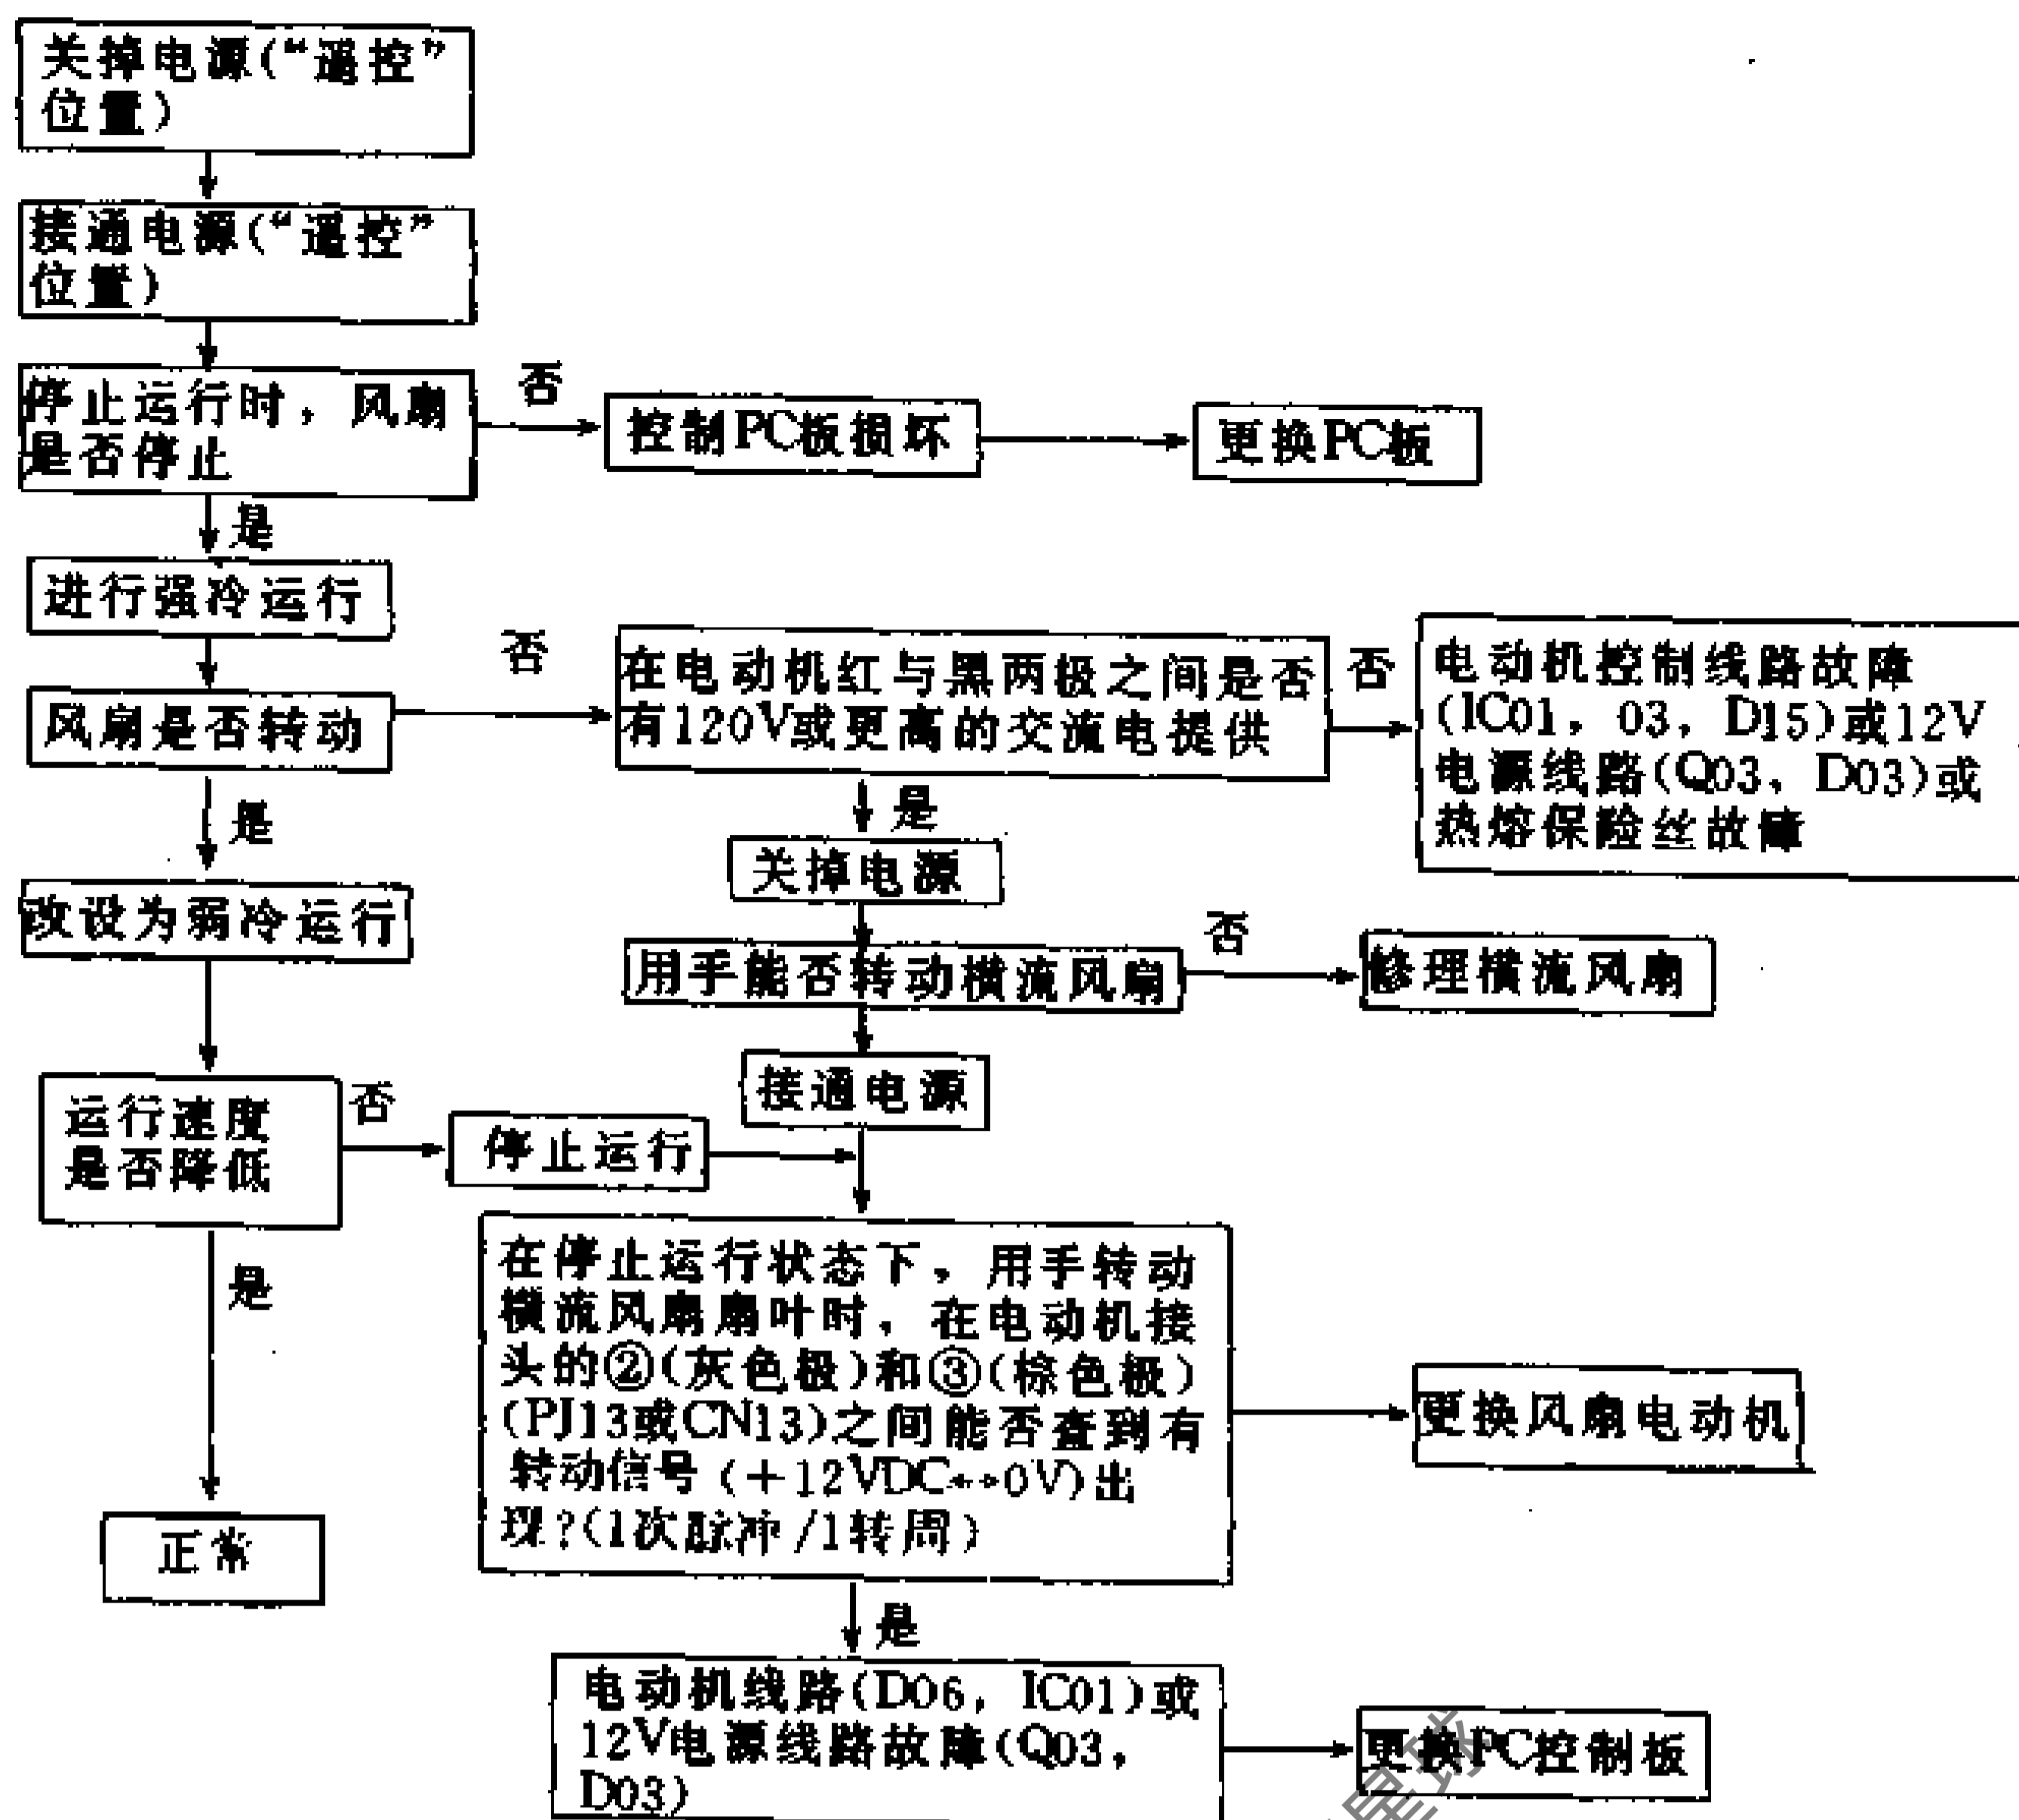 关掉电源(“遥控”
位置)
接通电源(“遥控”
位置)
停止运行时，风扇
是否停止
否
控制PC板损坏
更换PC板
是
进行强冷运行
风扇是否转动
否
在电动机红与黑两极之间是否
有120V或更高的交流电提供
否
电动机控制线路故障
(IC01，03，D15)或12V
电源线路(Q03，D03)或
热熔保险丝故障
是
改设为弱冷运行
是
关掉电源
用手能否转动横流风扇
否
修理横流风扇
接通电源
运行速度
是否降低
否
停止运行
是
正常
在停止运行状态下，用手转动
横流风扇扇叶时，在电动机接
头的②(灰色极)和③(棕色极)
(PJ13或CN13)之间能否查到有
转动信号(+12VDC↔0V)出
现?(1次脉冲/1转周)
更换风扇电动机
是
电动机线路(D06，IC01)或
12V电源线路故障(Q03，
D03)
更换PC控制板
星球